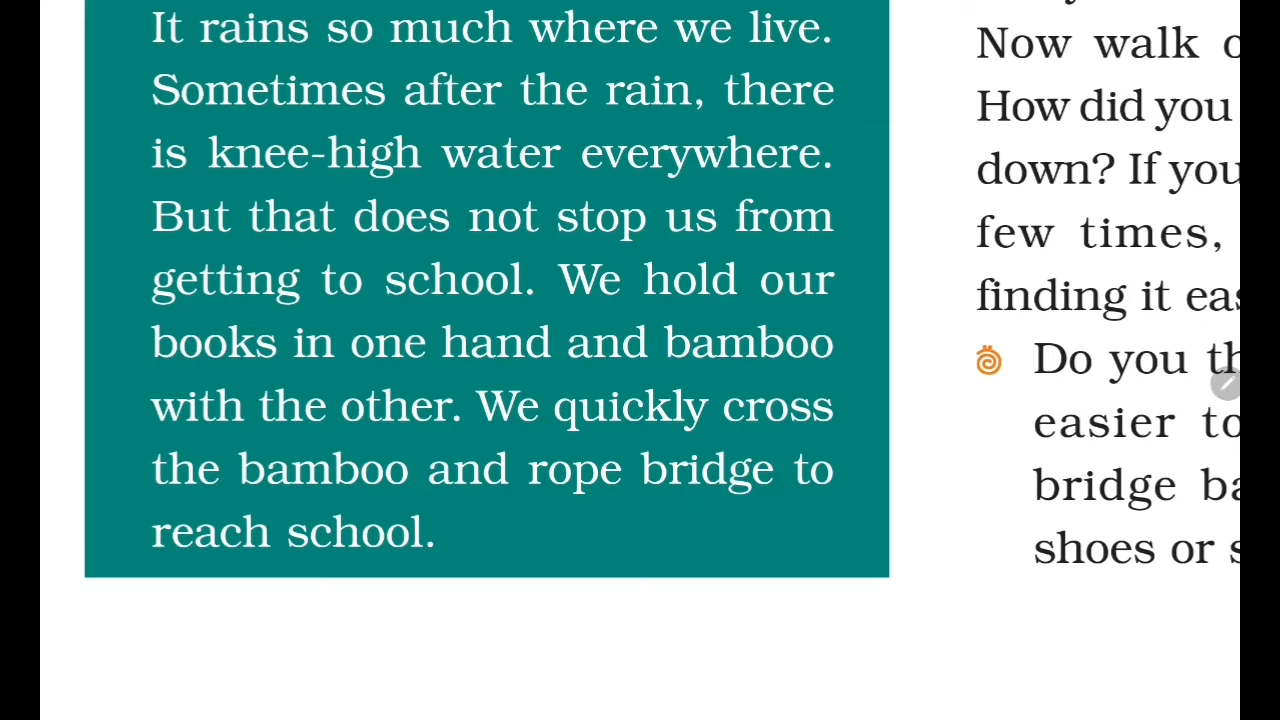 It rains so much where we live.
Sometimes after the rain, there
is knee-high water everywhere.
But that does not stop us from
getting to school. We hold our
books in one hand and bamboo
with the other. We quickly cross
the bamboo and rope bridge to
reach school.
Now walk
How did you
down? If you
few times,
finding it
Do you
easier to
bridge
shoes or